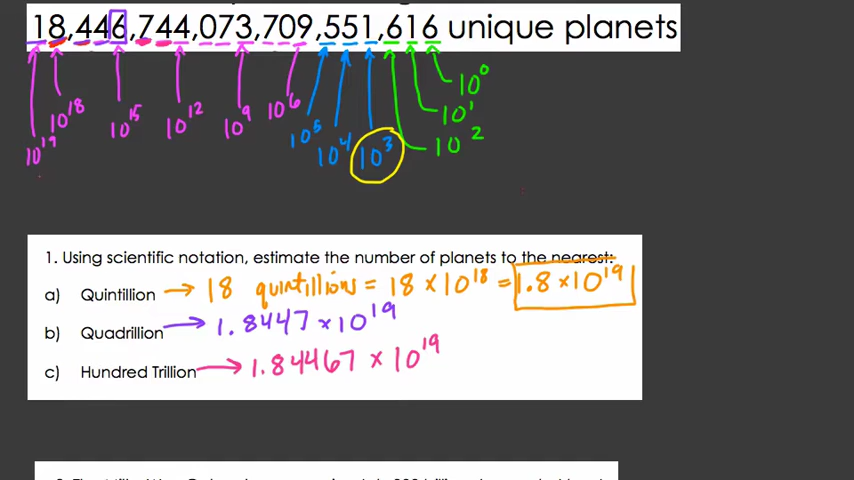 18,446,744,073,709,551,616 unique planets
10^19 10^18 10^15 10^12 10^9 10^6 10^5 10^4 10^3 10^2 10^1 10^0
1. Using scientific notation, estimate the number of planets to the nearest:
a) Quintillion → 18 quintillions = 18 × 10^18 = 1.8 × 10^19
b) Quadrillion → 1.8447 × 10^19
c) Hundred Trillion → 1.84467 × 10^19